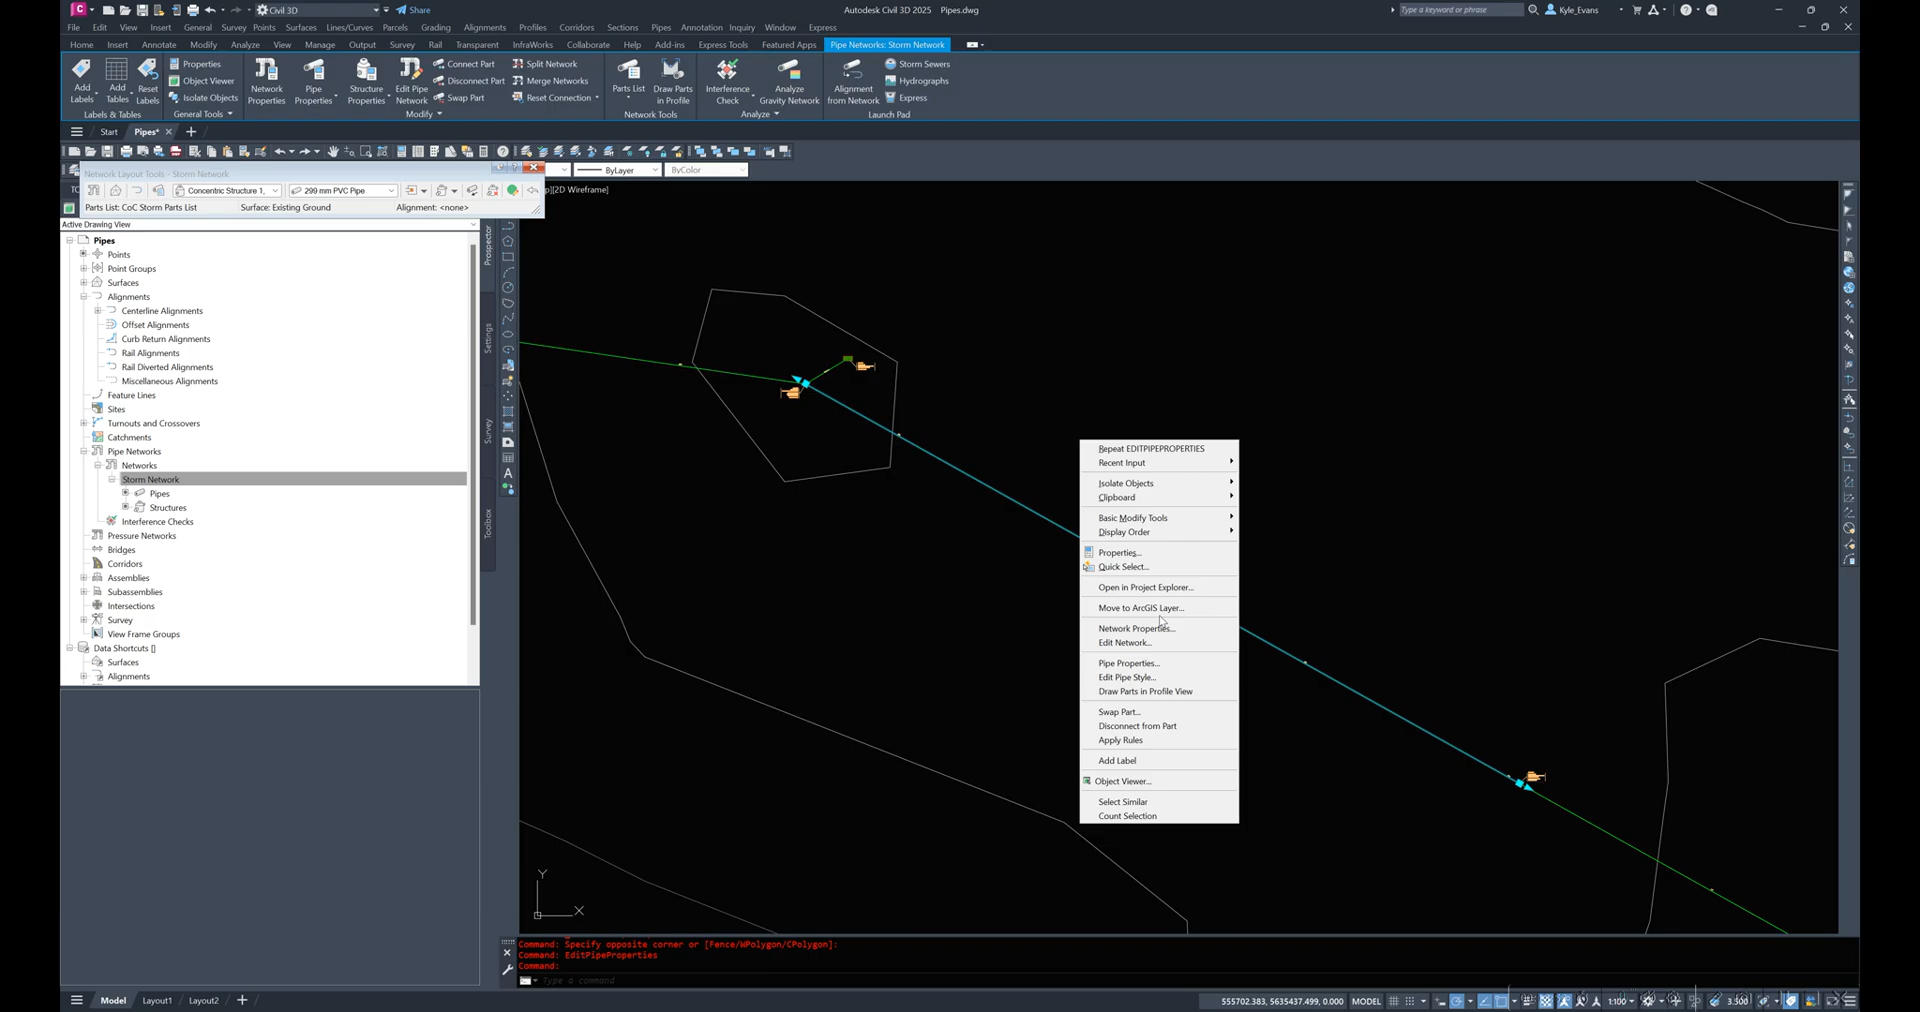 Civil 3D
Share
Autodesk Civil 3D 2025 Pipes.dwg
Type a keyword or phrase
Kyle_Evans
File Edit View Insert General Survey Points Surfaces Lines/Curves Parcels Grading Alignments Profiles Corridors Sections Pipes Annotation Inquiry Window Express
Home Insert Annotate Modify Analyze View Manage Output Survey Rail Transparent InfraWorks Collaborate Help Add-ins Express Tools Featured Apps Pipe Networks: Storm Network
Add Labels
Add Tables
Reset Labels
Labels & Tables
Properties
Object Viewer
Isolate Objects
General Tools
Network Properties
Pipe Properties
Structure Properties
Edit Pipe Network
Connect Part
Disconnect Part
Swap Part
Split Network
Merge Networks
Reset Connection
Modify
Parts List
Draw Parts in Profile
Network Tools
Interference Check
Analyze Gravity Network
Analyze
Alignment from Network
Storm Sewers
Hydrographs
Express
Launch Pad
Start
Pipes*
ByLayer
ByColor
Network Layout Tools - Storm Network
Concentric Structure 1,
299 mm PVC Pipe
Parts List: CoC Storm Parts List
Surface: Existing Ground
Alignment: <none>
[2D Wireframe]
Active Drawing View
Pipes
Points
Point Groups
Surfaces
Alignments
Centerline Alignments
Offset Alignments
Curb Return Alignments
Rail Alignments
Rail Diverted Alignments
Miscellaneous Alignments
Feature Lines
Sites
Turnouts and Crossovers
Catchments
Pipe Networks
Networks
Storm Network
Pipes
Structures
Interference Checks
Pressure Networks
Bridges
Corridors
Assemblies
Subassemblies
Intersections
Survey
View Frame Groups
Data Shortcuts []
Surfaces
Alignments
Prospector
Settings
Survey
Toolbox
Repeat EDITPIPEPROPERTIES
Recent Input
Isolate Objects
Clipboard
Basic Modify Tools
Display Order
Properties...
Quick Select...
Open in Project Explorer...
Move to ArcGIS Layer...
Network Properties...
Edit Network...
Pipe Properties...
Edit Pipe Style...
Draw Parts in Profile View
Swap Part...
Disconnect from Part
Apply Rules
Add Label
Object Viewer...
Select Similar
Count Selection
Y
X
Command: Specify opposite corner or [Fence/WPolygon/CPolygon]:
Command: EditPipeProperties
Command:
Type a command
Model
Layout1
Layout2
555702.383, 5635437.499, 0.000
MODEL
1:100
3.500